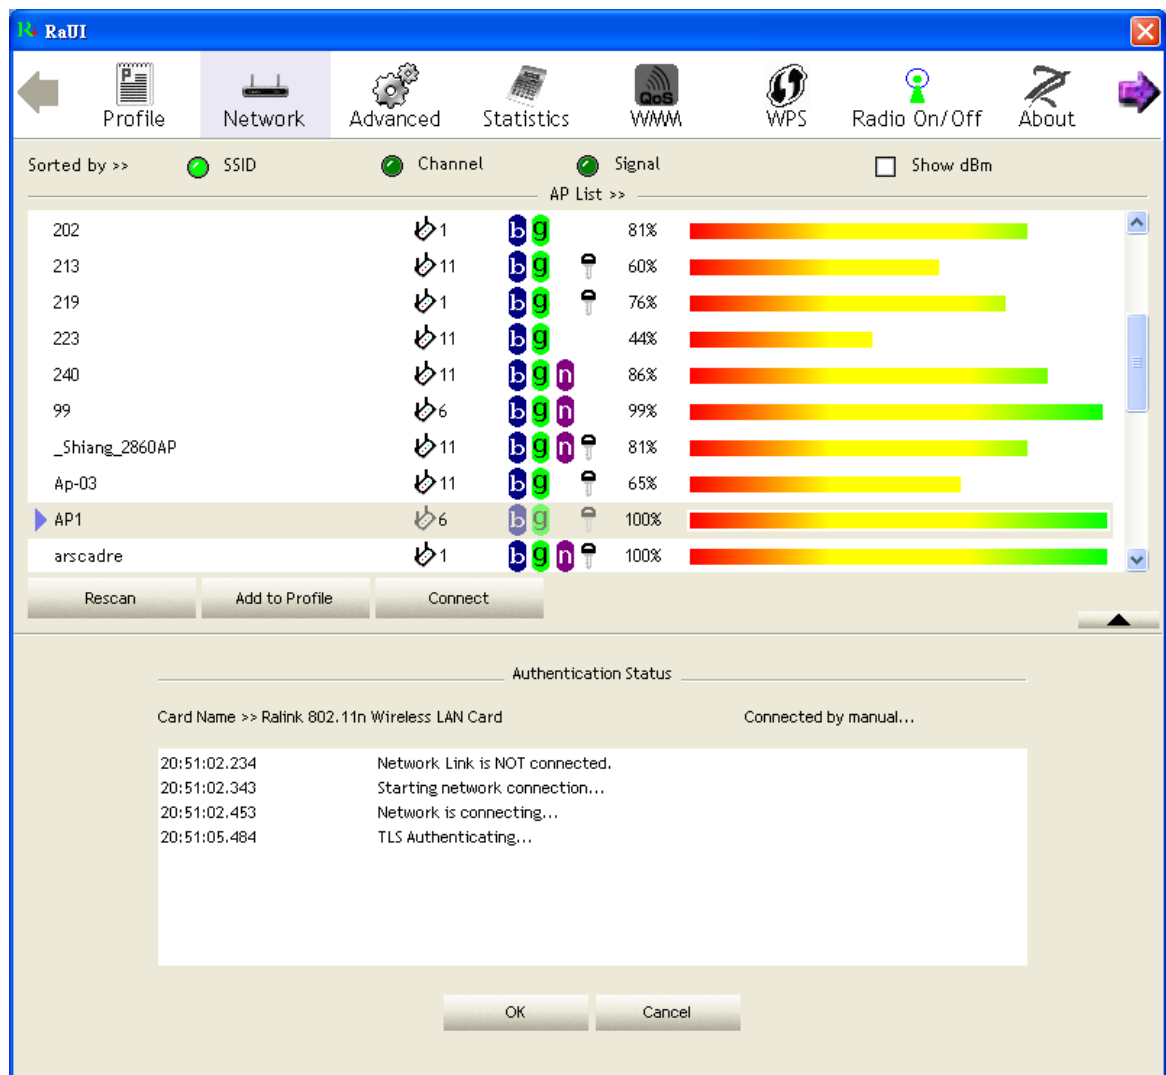 RaUI
Profile Network Advanced Statistics QoS WMM WPS Radio On/Off About
Sorted by >> SSID Channel Signal Show dBm
AP List >>
202 1 b g 81%
213 11 b g 60%
219 1 b g 76%
223 11 b g 44%
240 11 b g n 86%
99 6 b g n 99%
_Shiang_2860AP 11 b g n 81%
Ap-03 11 b g 65%
AP1 6 b g 100%
arscadre 1 b g n 100%
Rescan Add to Profile Connect
Authentication Status
Card Name >> Ralink 802.11n Wireless LAN Card Connected by manual...
20:51:02.234 Network Link is NOT connected.
20:51:02.343 Starting network connection...
20:51:02.453 Network is connecting...
20:51:05.484 TLS Authenticating...
OK Cancel